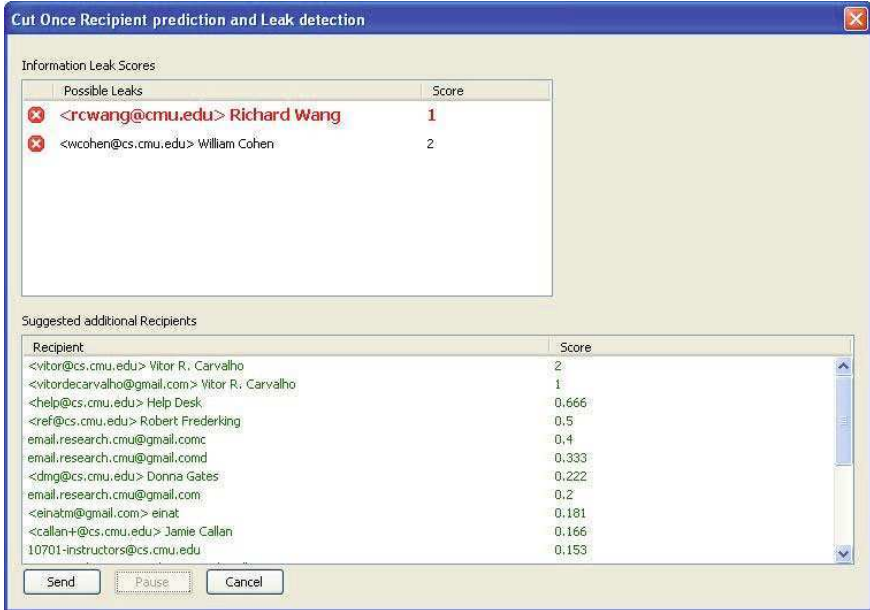 Cut Once Recipient prediction and Leak detection
Information Leak Scores
Possible Leaks Score
<rcwang@cmu.edu> Richard Wang 1
<wcohen@cs.cmu.edu> William Cohen 2
Suggested additional Recipients
Recipient Score
<vitor@cs.cmu.edu> Vitor R. Carvalho 2
<vitordecarvalho@gmail.com> Vitor R. Carvalho 1
<help@cs.cmu.edu> Help Desk 0.666
<ref@cs.cmu.edu> Robert Frederking 0.5
email.research.cmu@gmail.comc 0.4
email.research.cmu@gmail.comd 0.333
<dmg@cs.cmu.edu> Donna Gates 0.222
email.research.cmu@gmail.com 0.2
<einatm@gmail.com> einat 0.181
<callan+@cs.cmu.edu> Jamie Callan 0.166
10701-instructors@cs.cmu.edu 0.153
Send Pause Cancel